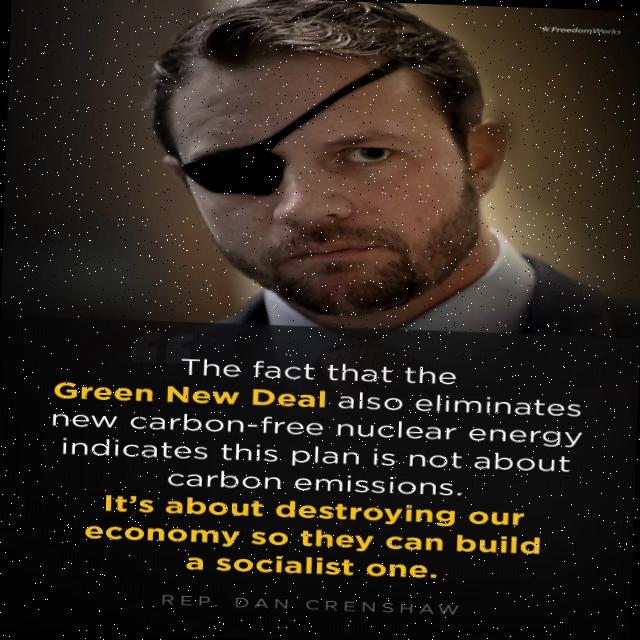 FreedomWorks
The fact that the
Green New Deal also eliminates
new carbon-free nuclear energy
indicates this plan is not about
carbon emissions.
It's about destroying our
economy so they can build
a socialist one.
REP. DAN CRENSHAW